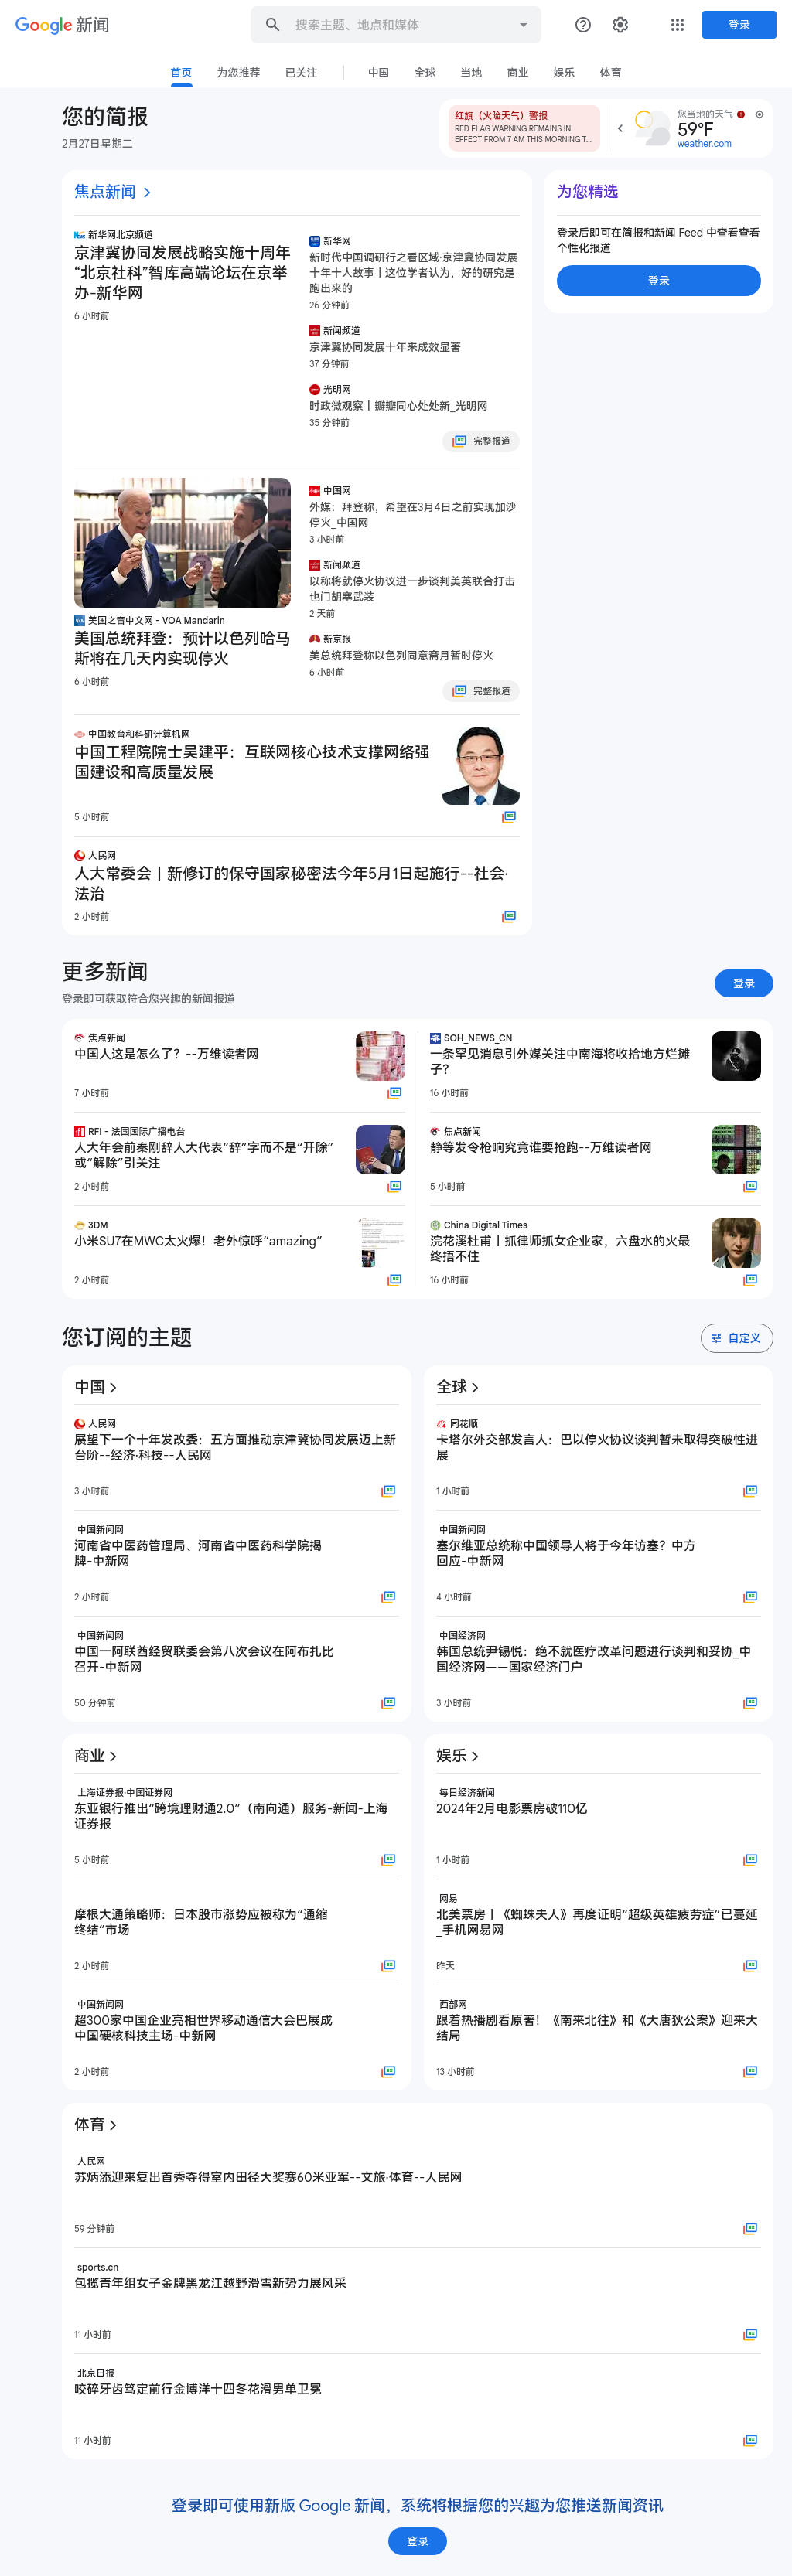 Google 新闻
搜索主题、地点和媒体
登录
首页 为您推荐 已关注 中国 全球 当地 商业 娱乐 体育
您的简报
2月27日星期二
红旗（火险天气）警报
RED FLAG WARNING REMAINS IN
EFFECT FROM 7 AM THIS MORNING T...
您当地的天气
59°F
weather.com
焦点新闻
新华网北京频道
京津冀协同发展战略实施十周年
“北京社科”智库高端论坛在京举
办-新华网
6 小时前
新华网
新时代中国调研行之看区域·京津冀协同发展
十年十人故事丨这位学者认为，好的研究是
跑出来的
26 分钟前
新闻频道
京津冀协同发展十年来成效显著
37 分钟前
光明网
时政微观察丨瓣瓣同心处处新_光明网
35 分钟前
完整报道
为您精选
登录后即可在简报和新闻 Feed 中查看查看
个性化报道
登录
美国之音中文网 - VOA Mandarin
美国总统拜登：预计以色列哈马
斯将在几天内实现停火
6 小时前
中国网
外媒：拜登称，希望在3月4日之前实现加沙
停火_中国网
3 小时前
新闻频道
以称将就停火协议进一步谈判美英联合打击
也门胡塞武装
2 天前
新京报
美总统拜登称以色列同意斋月暂时停火
6 小时前
完整报道
中国教育和科研计算机网
中国工程院院士吴建平：互联网核心技术支撑网络强
国建设和高质量发展
5 小时前
人民网
人大常委会丨新修订的保守国家秘密法今年5月1日起施行--社会·
法治
2 小时前
更多新闻
登录即可获取符合您兴趣的新闻报道
登录
焦点新闻
中国人这是怎么了？--万维读者网
7 小时前
SOH_NEWS_CN
一条罕见消息引外媒关注中南海将收拾地方烂摊
子？
16 小时前
RFI - 法国国际广播电台
人大年会前秦刚辞人大代表“辞”字而不是“开除”
或“解除”引关注
2 小时前
焦点新闻
静等发令枪响究竟谁要抢跑--万维读者网
5 小时前
3DM
小米SU7在MWC太火爆！老外惊呼“amazing”
2 小时前
China Digital Times
浣花溪杜甫丨抓律师抓女企业家，六盘水的火最
终捂不住
16 小时前
您订阅的主题
自定义
中国
人民网
展望下一个十年发改委：五方面推动京津冀协同发展迈上新
台阶--经济·科技--人民网
3 小时前
中国新闻网
河南省中医药管理局、河南省中医药科学院揭
牌-中新网
2 小时前
中国新闻网
中国—阿联酋经贸联委会第八次会议在阿布扎比
召开-中新网
50 分钟前
全球
同花顺
卡塔尔外交部发言人：巴以停火协议谈判暂未取得突破性进
展
1 小时前
中国新闻网
塞尔维亚总统称中国领导人将于今年访塞？中方
回应-中新网
4 小时前
中国经济网
韩国总统尹锡悦：绝不就医疗改革问题进行谈判和妥协_中
国经济网——国家经济门户
3 小时前
商业
上海证券报·中国证券网
东亚银行推出“跨境理财通2.0”（南向通）服务-新闻-上海
证券报
5 小时前
摩根大通策略师：日本股市涨势应被称为“通缩
终结”市场
2 小时前
中国新闻网
超300家中国企业亮相世界移动通信大会巴展成
中国硬核科技主场-中新网
2 小时前
娱乐
每日经济新闻
2024年2月电影票房破110亿
1 小时前
网易
北美票房丨《蜘蛛夫人》再度证明“超级英雄疲劳症”已蔓延
_手机网易网
昨天
西部网
跟着热播剧看原著！《南来北往》和《大唐狄公案》迎来大
结局
13 小时前
体育
人民网
苏炳添迎来复出首秀夺得室内田径大奖赛60米亚军--文旅·体育--人民网
59 分钟前
sports.cn
包揽青年组女子金牌黑龙江越野滑雪新势力展风采
11 小时前
北京日报
咬碎牙齿笃定前行金博洋十四冬花滑男单卫冕
11 小时前
登录即可使用新版 Google 新闻，系统将根据您的兴趣为您推送新闻资讯
登录